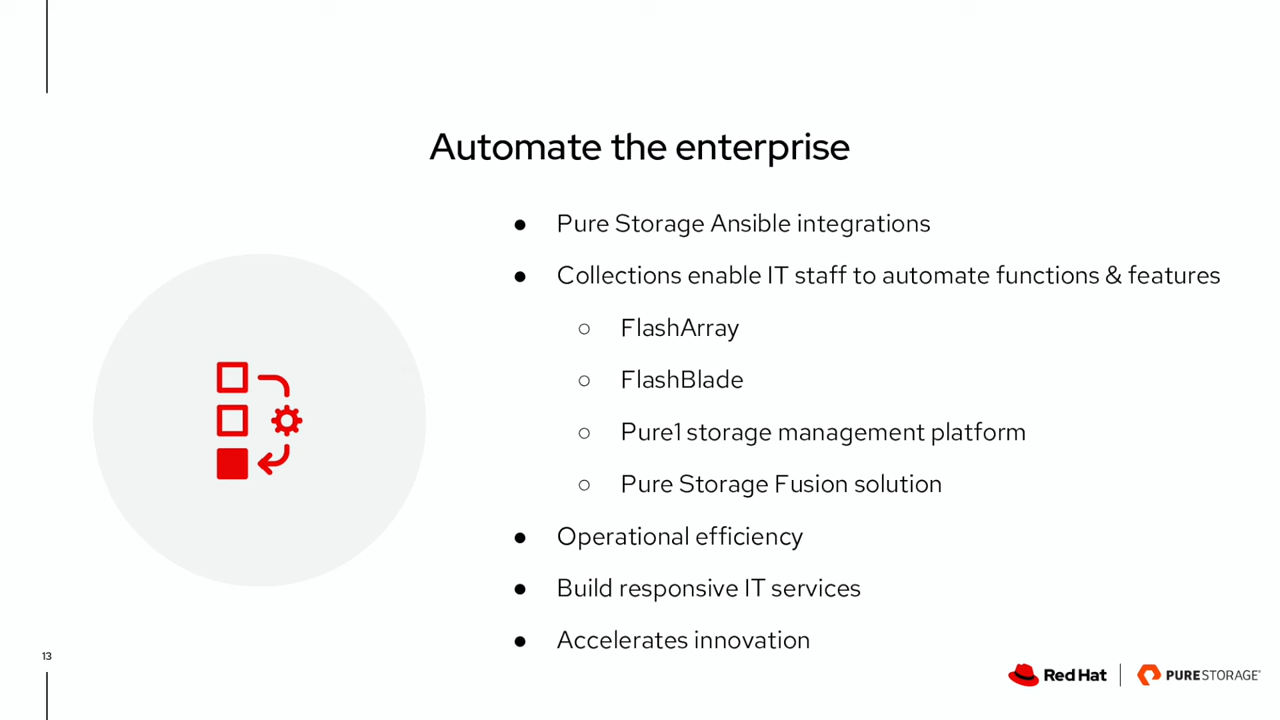 Automate the enterprise
● Pure Storage Ansible integrations
● Collections enable IT staff to automate functions & features
○ FlashArray
○ FlashBlade
○ Pure1 storage management platform
○ Pure Storage Fusion solution
● Operational efficiency
● Build responsive IT services
● Accelerates innovation
13
Red Hat | PURESTORAGE®